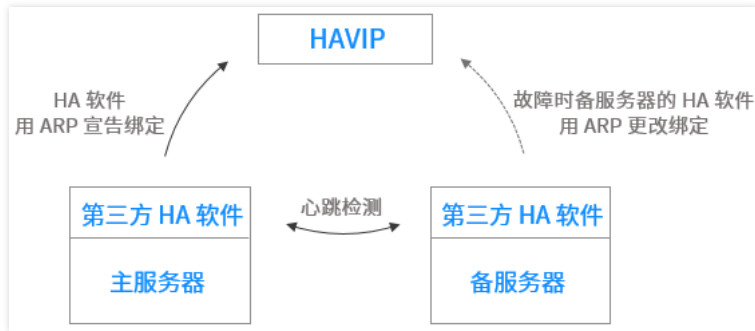 HAVIP
HA 软件
用 ARP 宣告绑定
故障时备服务器的 HA 软件
用 ARP 更改绑定
第三方 HA 软件
心跳检测
第三方 HA 软件
主服务器
备服务器